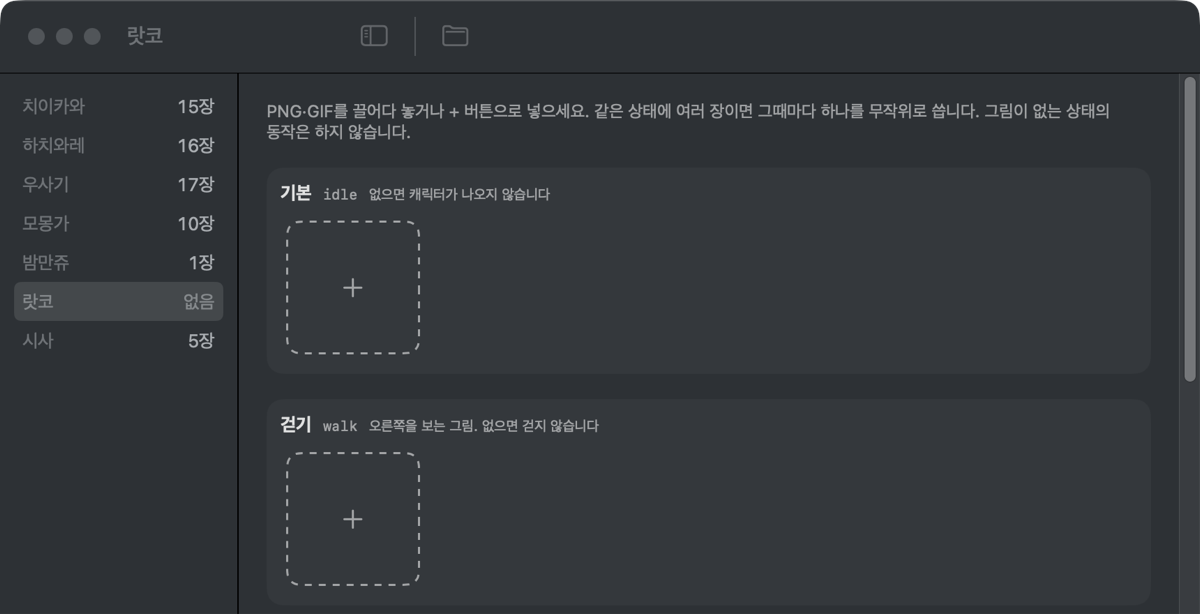 랏코
치이카와 15장
하치와레 16장
우사기 17장
모몽가 10장
밤만쥬 1장
랏코 없음
시사 5장
PNG·GIF를 끌어다 놓거나 + 버튼으로 넣으세요. 같은 상태에 여러 장이면 그때마다 하나를 무작위로 씁니다. 그림이 없는 상태의
동작은 하지 않습니다.
기본 idle 없으면 캐릭터가 나오지 않습니다
+
걷기 walk 오른쪽을 보는 그림. 없으면 걷지 않습니다
+